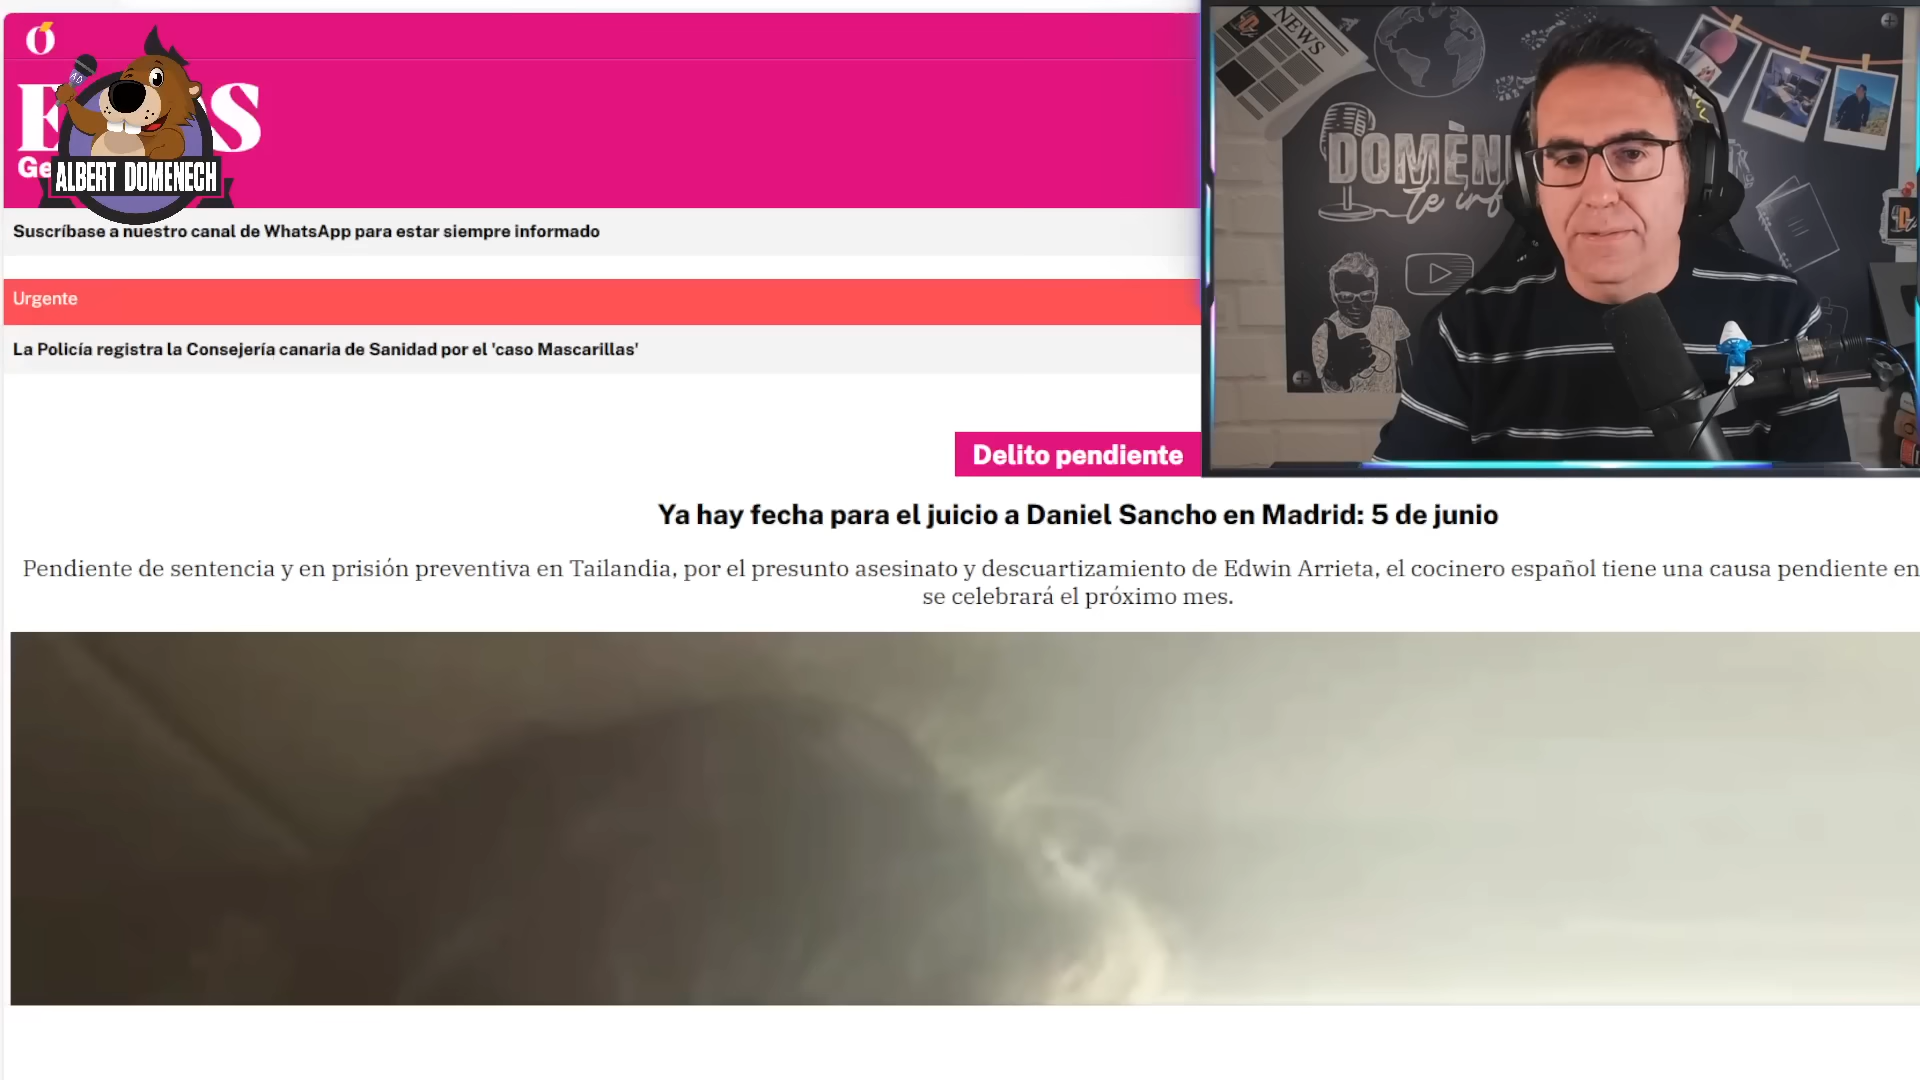 Ó
E S
Ge
ALBERT DOMENECH
Suscríbase a nuestro canal de WhatsApp para estar siempre informado
Urgente
La Policía registra la Consejería canaria de Sanidad por el 'caso Mascarillas'
NEWS
DOMÈN
te inf
Delito pendiente
Ya hay fecha para el juicio a Daniel Sancho en Madrid: 5 de junio
Pendiente de sentencia y en prisión preventiva en Tailandia, por el presunto asesinato y descuartizamiento de Edwin Arrieta, el cocinero español tiene una causa pendiente en
se celebrará el próximo mes.